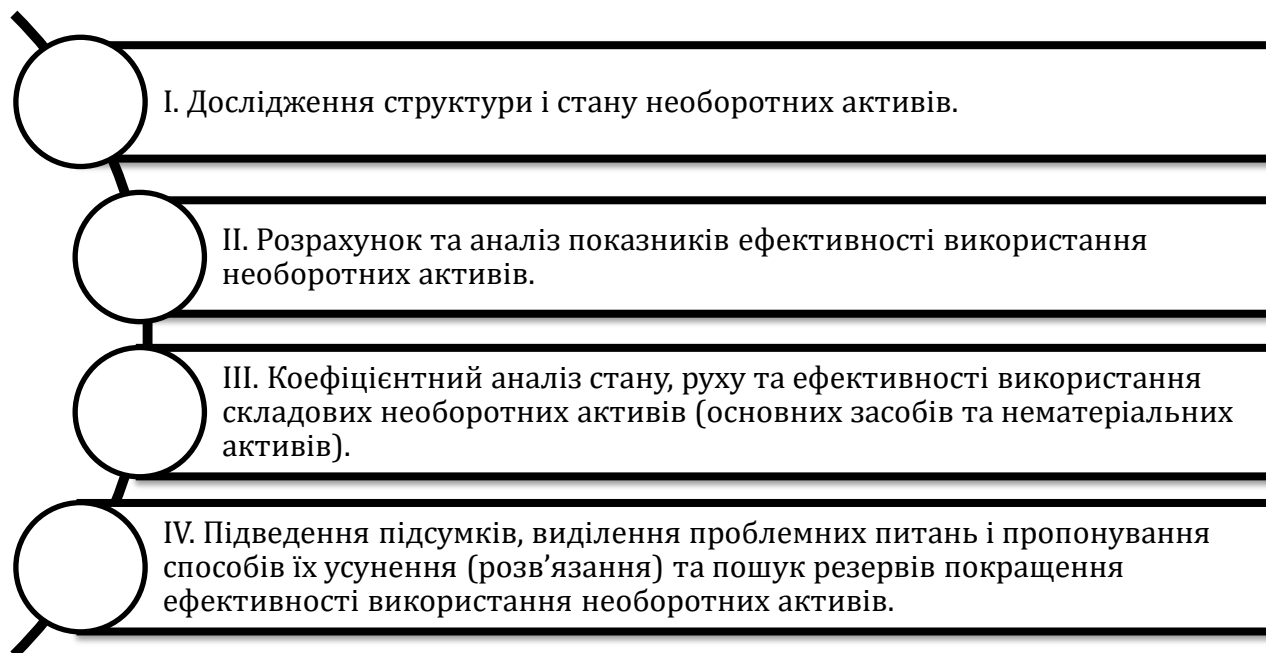 І. Дослідження структури і стану необоротних активів.
ІІ. Розрахунок та аналіз показників ефективності використання
необоротних активів.
ІІІ. Коефіцієнтний аналіз стану, руху та ефективності використання
складових необоротних активів (основних засобів та нематеріальних
активів).
IV. Підведення підсумків, виділення проблемних питань і пропонування
способів їх усунення (розв'язання) та пошук резервів покращення
ефективності використання необоротних активів.